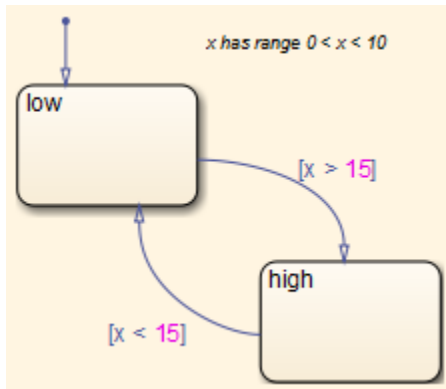 x has range 0 < x < 10
low
[x > 15]
high
[x < 15]